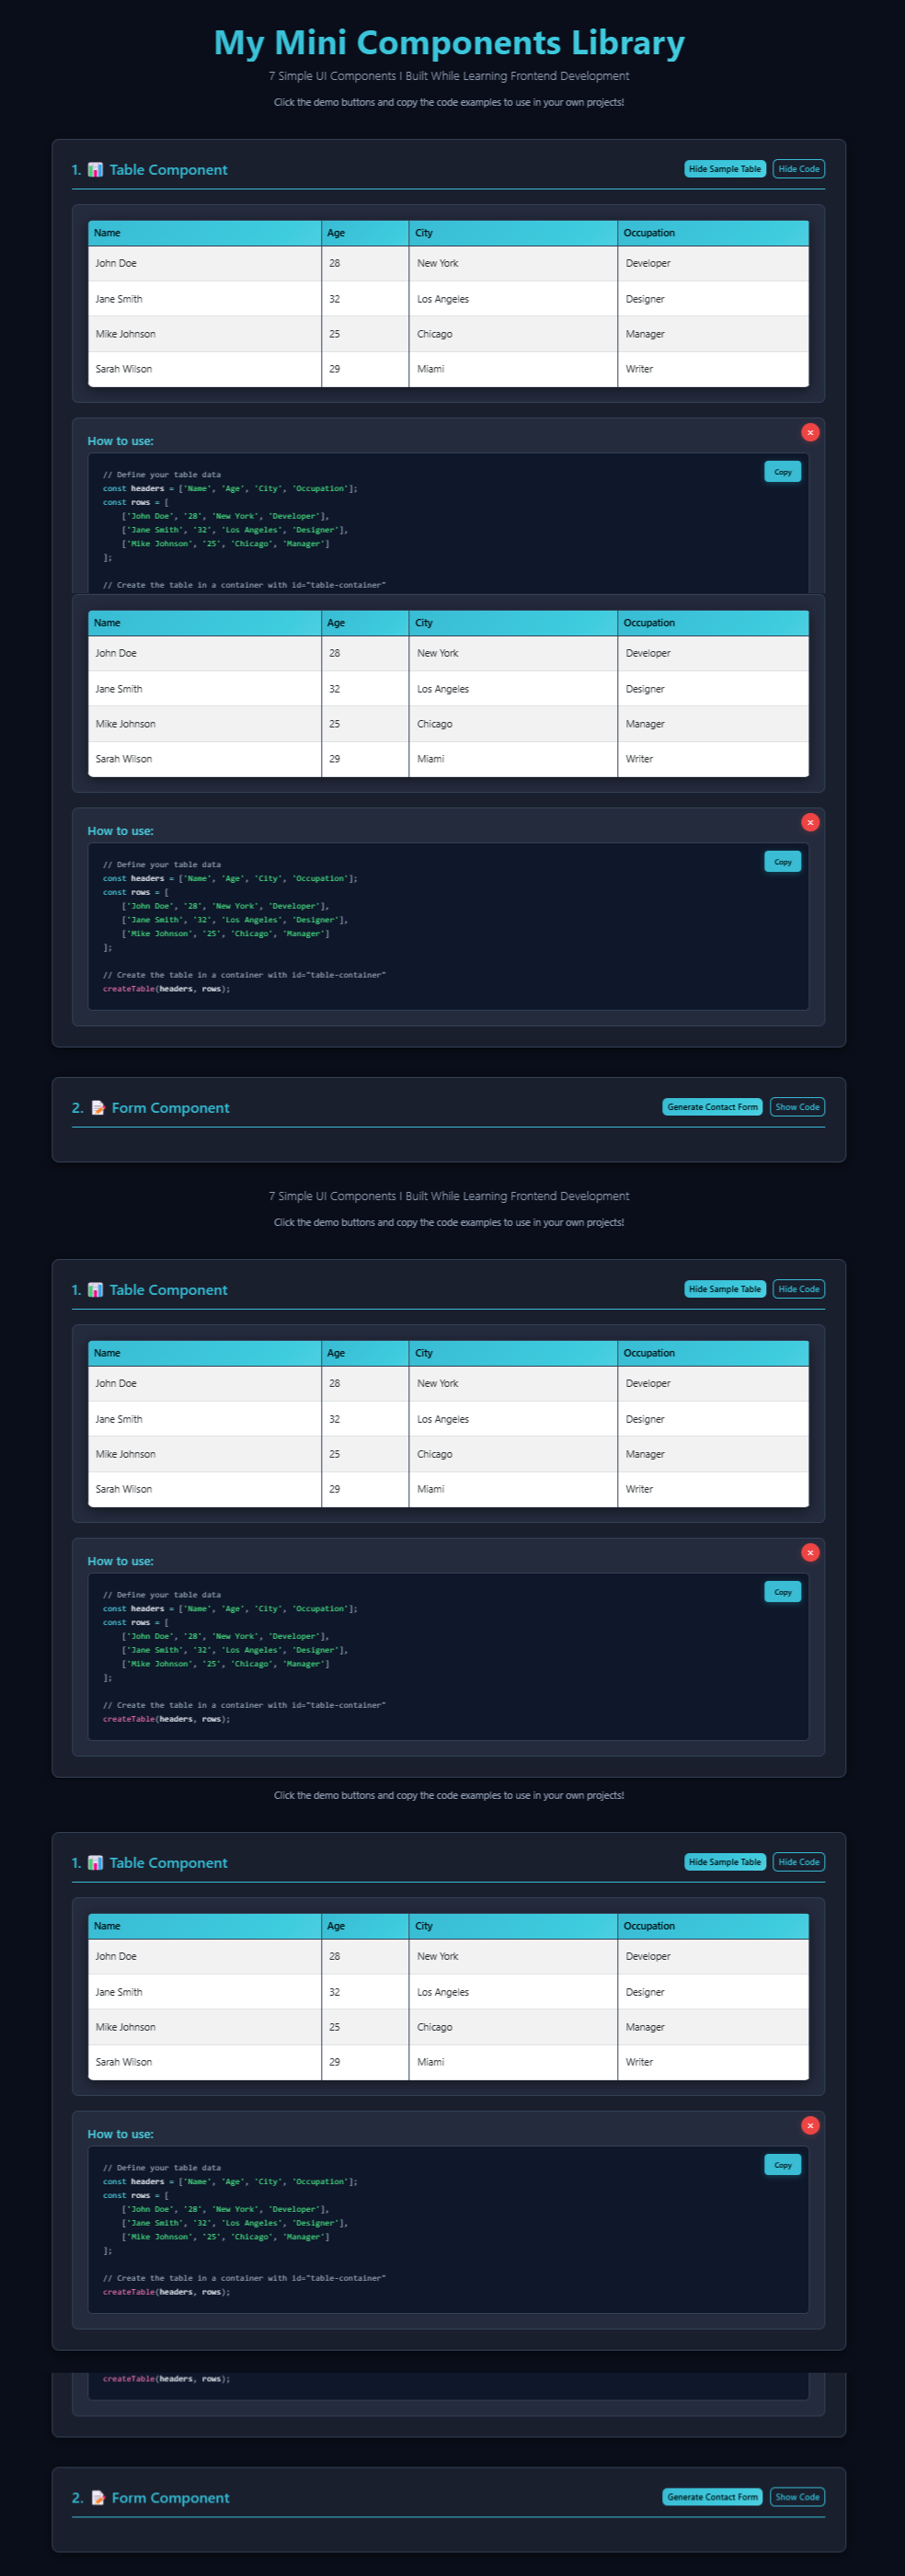 My Mini Components Library
7 Simple UI Components | Built While Learning Frontend Development
Click the demo buttons and copy the code examples to use in your own projects!
1. 📊 Table Component
Hide Sample Table
Hide Code
Name Age City Occupation
John Doe 28 New York Developer
Jane Smith 32 Los Angeles Designer
Mike Johnson 25 Chicago Manager
Sarah Wilson 29 Miami Writer
How to use:
×
Copy
// Define your table data
const headers = ['Name', 'Age', 'City', 'Occupation'];
const rows = [
['John Doe', '28', 'New York', 'Developer'],
['Jane Smith', '32', 'Los Angeles', 'Designer'],
['Mike Johnson', '25', 'Chicago', 'Manager']
];
// Create the table in a container with id="table-container"
Name Age City Occupation
John Doe 28 New York Developer
Jane Smith 32 Los Angeles Designer
Mike Johnson 25 Chicago Manager
Sarah Wilson 29 Miami Writer
How to use:
×
Copy
// Define your table data
const headers = ['Name', 'Age', 'City', 'Occupation'];
const rows = [
['John Doe', '28', 'New York', 'Developer'],
['Jane Smith', '32', 'Los Angeles', 'Designer'],
['Mike Johnson', '25', 'Chicago', 'Manager']
];
// Create the table in a container with id="table-container"
createTable(headers, rows);
2. 📝 Form Component
Generate Contact Form
Show Code
7 Simple UI Components | Built While Learning Frontend Development
Click the demo buttons and copy the code examples to use in your own projects!
1. 📊 Table Component
Hide Sample Table
Hide Code
Name Age City Occupation
John Doe 28 New York Developer
Jane Smith 32 Los Angeles Designer
Mike Johnson 25 Chicago Manager
Sarah Wilson 29 Miami Writer
How to use:
×
Copy
// Define your table data
const headers = ['Name', 'Age', 'City', 'Occupation'];
const rows = [
['John Doe', '28', 'New York', 'Developer'],
['Jane Smith', '32', 'Los Angeles', 'Designer'],
['Mike Johnson', '25', 'Chicago', 'Manager']
];
// Create the table in a container with id="table-container"
createTable(headers, rows);
Click the demo buttons and copy the code examples to use in your own projects!
1. 📊 Table Component
Hide Sample Table
Hide Code
Name Age City Occupation
John Doe 28 New York Developer
Jane Smith 32 Los Angeles Designer
Mike Johnson 25 Chicago Manager
Sarah Wilson 29 Miami Writer
How to use:
×
Copy
// Define your table data
const headers = ['Name', 'Age', 'City', 'Occupation'];
const rows = [
['John Doe', '28', 'New York', 'Developer'],
['Jane Smith', '32', 'Los Angeles', 'Designer'],
['Mike Johnson', '25', 'Chicago', 'Manager']
];
// Create the table in a container with id="table-container"
createTable(headers, rows);
createTable(headers, rows);
2. 📝 Form Component
Generate Contact Form
Show Code